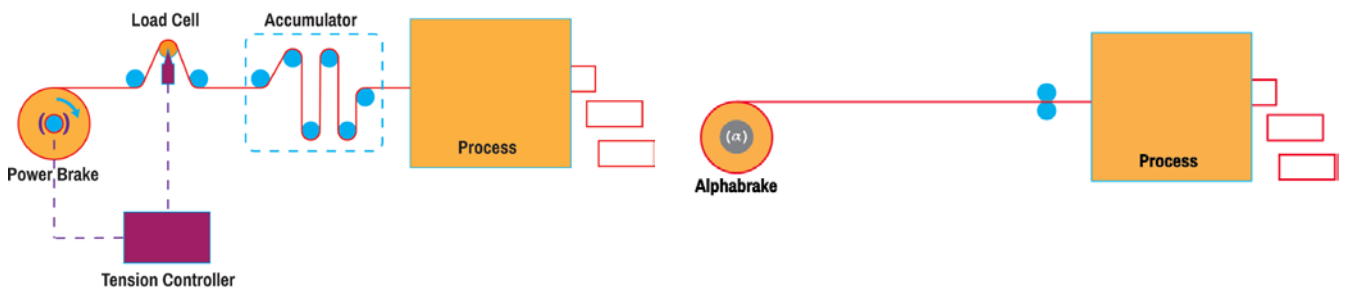 Load Cell
Accumulator
Process
Power Brake
Tension Controller
(α)
Process
Alphabrake